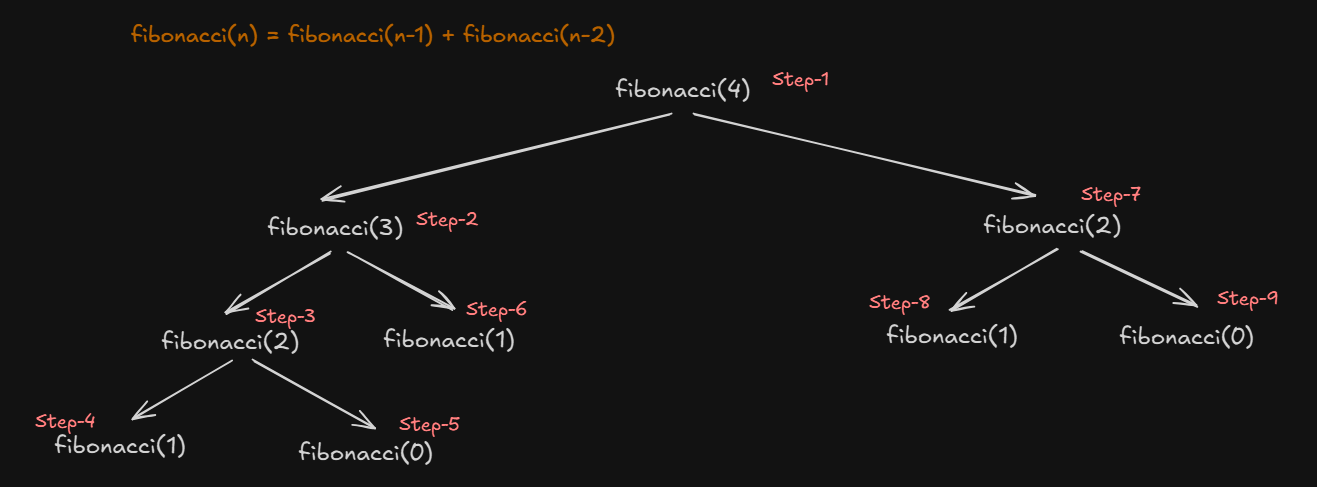 fibonacci(n) = fibonacci(n-1) + fibonacci(n-2)
fibonacci(4) Step-1
fibonacci(3) Step-2
Step-7
fibonacci(2)
Step-3
fibonacci(2)
Step-6
fibonacci(1)
Step-8
fibonacci(1)
Step-9
fibonacci(0)
Step-4
fibonacci(1)
Step-5
fibonacci(0)